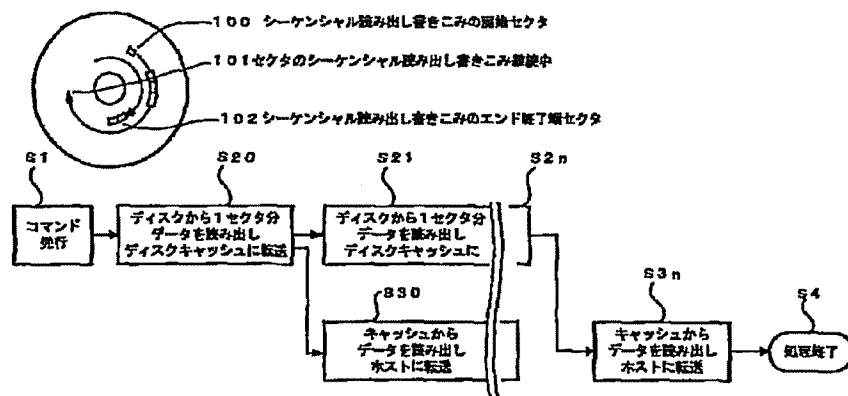 100 シーケンシャル読み出し書きこみの開始セクタ
101セクタのシーケンシャル読み出し書きこみ継続中
102シーケンシャル読み出し書きこみのエンド終了端セクタ
S1
S20
S21
S2n
コマンド
発行
ディスクから1セクタ分
データを読み出し
ディスクキャッシュに転送
ディスクから1セクタ分
データを読み出し
ディスクキャッシュに
S30
S3n
S4
キャッシュから
データを読み出し
ホストに転送
キャッシュから
データを読み出し
ホストに転送
処理終了